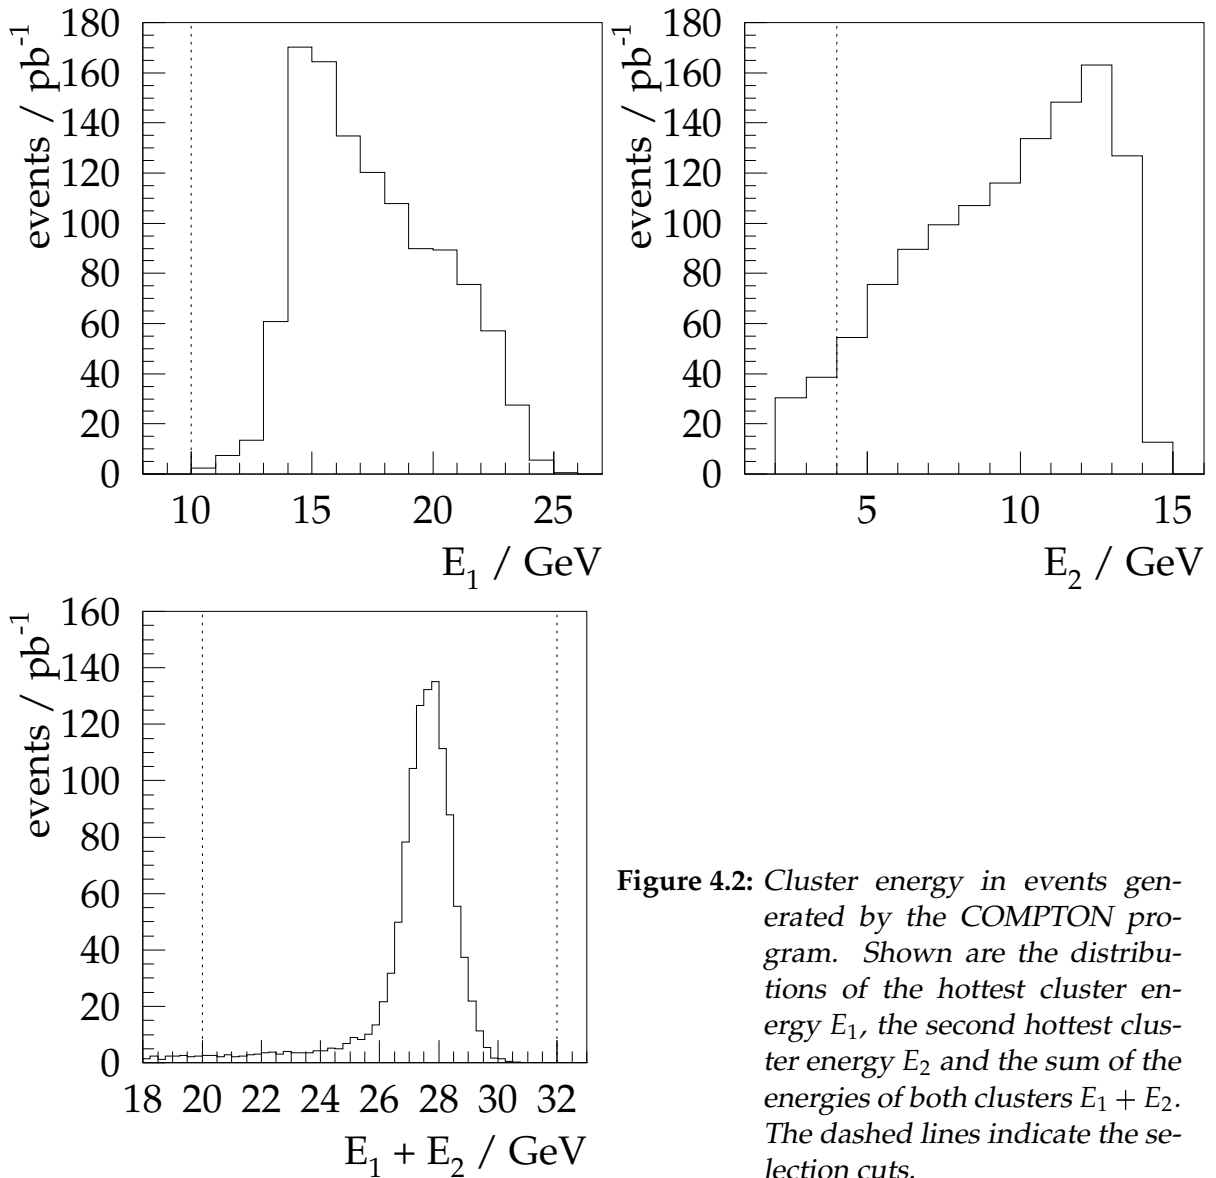 180
160
140
120
100
80
60
40
20
0
events / pb⁻¹
10 15 20 25
E₁ / GeV
180
160
140
120
100
80
60
40
20
0
events / pb⁻¹
5 10 15
E₂ / GeV
160
140
120
100
80
60
40
20
0
events / pb⁻¹
18 20 22 24 26 28 30 32
E₁ + E₂ / GeV
Figure 4.2: Cluster energy in events gen-
erated by the COMPTON pro-
gram. Shown are the distribu-
tions of the hottest cluster en-
ergy E₁, the second hottest clus-
ter energy E₂ and the sum of the
energies of both clusters E₁ + E₂.
The dashed lines indicate the se-
lection cuts.